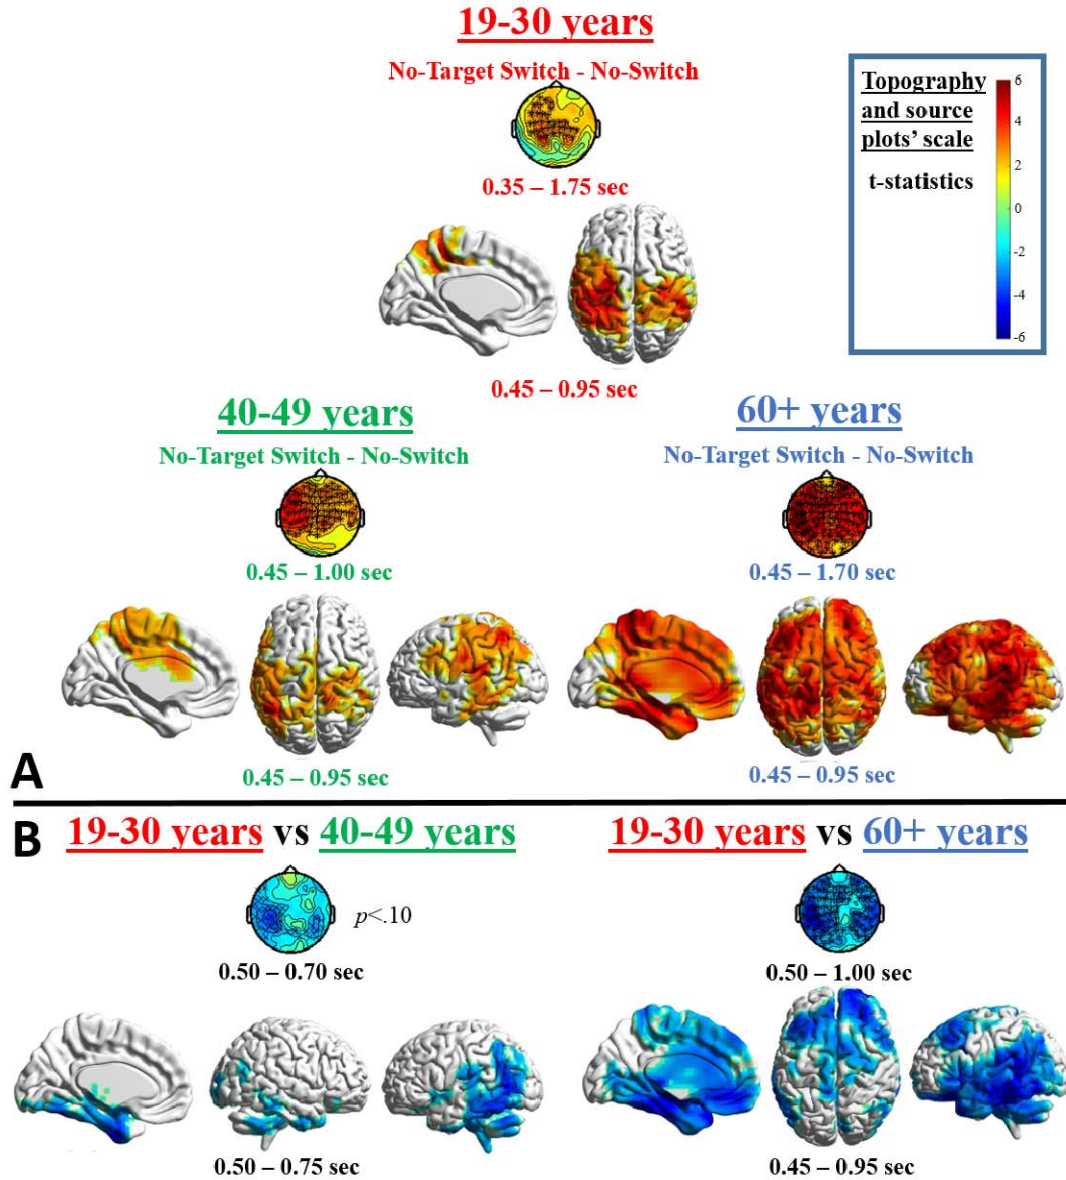 19-30 years
No-Target Switch - No-Switch
0.35 – 1.75 sec
0.45 – 0.95 sec
Topography
and source
plots' scale
t-statistics
6
4
2
0
-2
-4
-6
40-49 years
No-Target Switch - No-Switch
0.45 – 1.00 sec
0.45 – 0.95 sec
60+ years
No-Target Switch - No-Switch
0.45 – 1.70 sec
0.45 – 0.95 sec
A
B
19-30 years vs 40-49 years
p<.10
0.50 – 0.70 sec
0.50 – 0.75 sec
19-30 years vs 60+ years
0.50 – 1.00 sec
0.45 – 0.95 sec